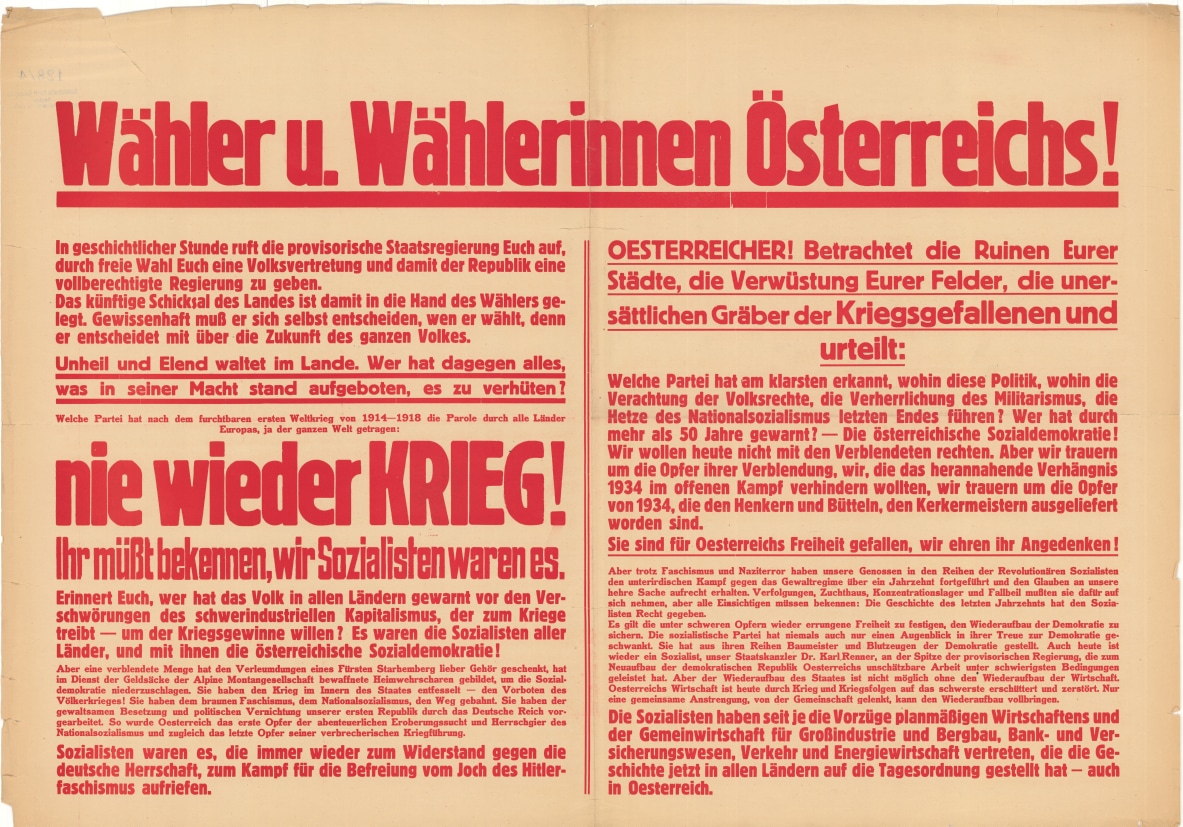 Wähler u. Wählerinnen Österreichs!
In geschichtlicher Stunde ruft die provisorische Staatsregierung Euch auf,
durch freie Wahl Euch eine Volksvertretung und damit der Republik eine
vollberechtigte Regierung zu geben.
Das künftige Schicksal des Landes ist damit in die Hand des Wählers ge-
legt. Gewissenhaft muß er sich selbst entscheiden, wen er wählt, denn
er entscheidet mit über die Zukunft des ganzen Volkes.
Unheil und Elend waltet im Lande. Wer hat dagegen alles,
was in seiner Macht stand aufgeboten, es zu verhüten?
Welche Partei hat nach dem furchtbaren ersten Weltkrieg von 1914—1918 die Parole durch alle Länder
Europas, ja der ganzen Welt getragen:
nie wieder KRIEG!
Ihr müßt bekennen, wir Sozialisten waren es.
Erinnert Euch, wer hat das Volk in allen Ländern gewarnt vor den Ver-
schwörungen des schwerindustriellen Kapitalismus, der zum Kriege
treibt — um der Kriegsgewinne willen? Es waren die Sozialisten aller
Länder, und mit ihnen die österreichische Sozialdemokratie!
Aber eine verblendete Menge hat den Verleumdungen eines Fürsten Starhemberg lieber Gehör geschenkt, hat
im Dienst der Geldsäcke der Alpine Montangesellschaft bewaffnete Heimwehrscharen gebildet, um die Sozial-
demokratie niederzuschlagen. Sie haben den Krieg im Innern des Staates entfesselt — den Vorboten des
Völkerkrieges! Sie haben dem braunen Faschismus, dem Nationalsozialismus, den Weg gebahnt. Sie haben der
gewaltsamen Besetzung und politischen Vernichtung unserer ersten Republik durch das Deutsche Reich vor-
gearbeitet. So wurde Oesterreich das erste Opfer der abenteuerlichen Eroberungssucht und Herrschgier des
Nationalsozialismus und zugleich das letzte Opfer seiner verbrecherischen Kriegführung.
Sozialisten waren es, die immer wieder zum Widerstand gegen die
deutsche Herrschaft, zum Kampf für die Befreiung vom Joch des Hitler-
faschismus aufriefen.
OESTERREICHER! Betrachtet die Ruinen Eurer
Städte, die Verwüstung Eurer Felder, die uner-
sättlichen Gräber der Kriegsgefallenen und
urteilt:
Welche Partei hat am klarsten erkannt, wohin diese Politik, wohin die
Verachtung der Volksrechte, die Verherrlichung des Militarismus, die
Hetze des Nationalsozialismus letzten Endes führen? Wer hat durch
mehr als 50 Jahre gewarnt? — Die österreichische Sozialdemokratie!
Wir wollen heute nicht mit den Verblendeten rechten. Aber wir trauern
um die Opfer ihrer Verblendung, wir, die das herannahende Verhängnis
1934 im offenen Kampf verhindern wollten, wir trauern um die Opfer
von 1934, die den Henkern und Bütteln, den Kerkermeistern ausgeliefert
worden sind.
Sie sind für Oesterreichs Freiheit gefallen, wir ehren ihr Angedenken!
Aber trotz Faschismus und Naziterror haben unsere Genossen in den Reihen der Revolutionären Sozialisten
den unterirdischen Kampf gegen das Gewaltregime über ein Jahrzehnt fortgeführt und den Glauben an unsere
hehre Sache aufrecht erhalten. Verfolgungen, Zuchthaus, Konzentrationslager und Fallbeil mußten sie dafür auf
sich nehmen, aber alle Einsichtigen müssen bekennen: Die Geschichte des letzten Jahrzehnts hat den Sozia-
listen Recht gegeben.
Es gilt die unter schweren Opfern wieder errungene Freiheit zu festigen, den Wiederaufbau der Demokratie zu
sichern. Die sozialistische Partei hat niemals auch nur einen Augenblick in ihrer Treue zur Demokratie ge-
schwankt. Sie hat aus ihren Reihen Baumeister und Blutzeugen der Demokratie gestellt. Auch heute ist
wieder ein Sozialist, unser Staatskanzler Dr. Karl Renner, an der Spitze der provisorischen Regierung, die zum
Neuaufbau der demokratischen Republik Oesterreichs unschätzbare Arbeit unter schwierigsten Bedingungen
geleistet hat. Aber der Wiederaufbau des Staates ist nicht möglich ohne den Wiederaufbau der Wirtschaft.
Oesterreichs Wirtschaft ist heute durch Krieg und Kriegsfolgen auf das schwerste erschüttert und zerstört. Nur
eine gemeinsame Anstrengung, von der Gemeinschaft gelenkt, kann den Wiederaufbau vollbringen.
Die Sozialisten haben seit je die Vorzüge planmäßigen Wirtschaftens und
der Gemeinwirtschaft für Großindustrie und Bergbau, Bank- und Ver-
sicherungswesen, Verkehr und Energiewirtschaft vertreten, die die Ge-
schichte jetzt in allen Ländern auf die Tagesordnung gestellt hat — auch
in Oesterreich.